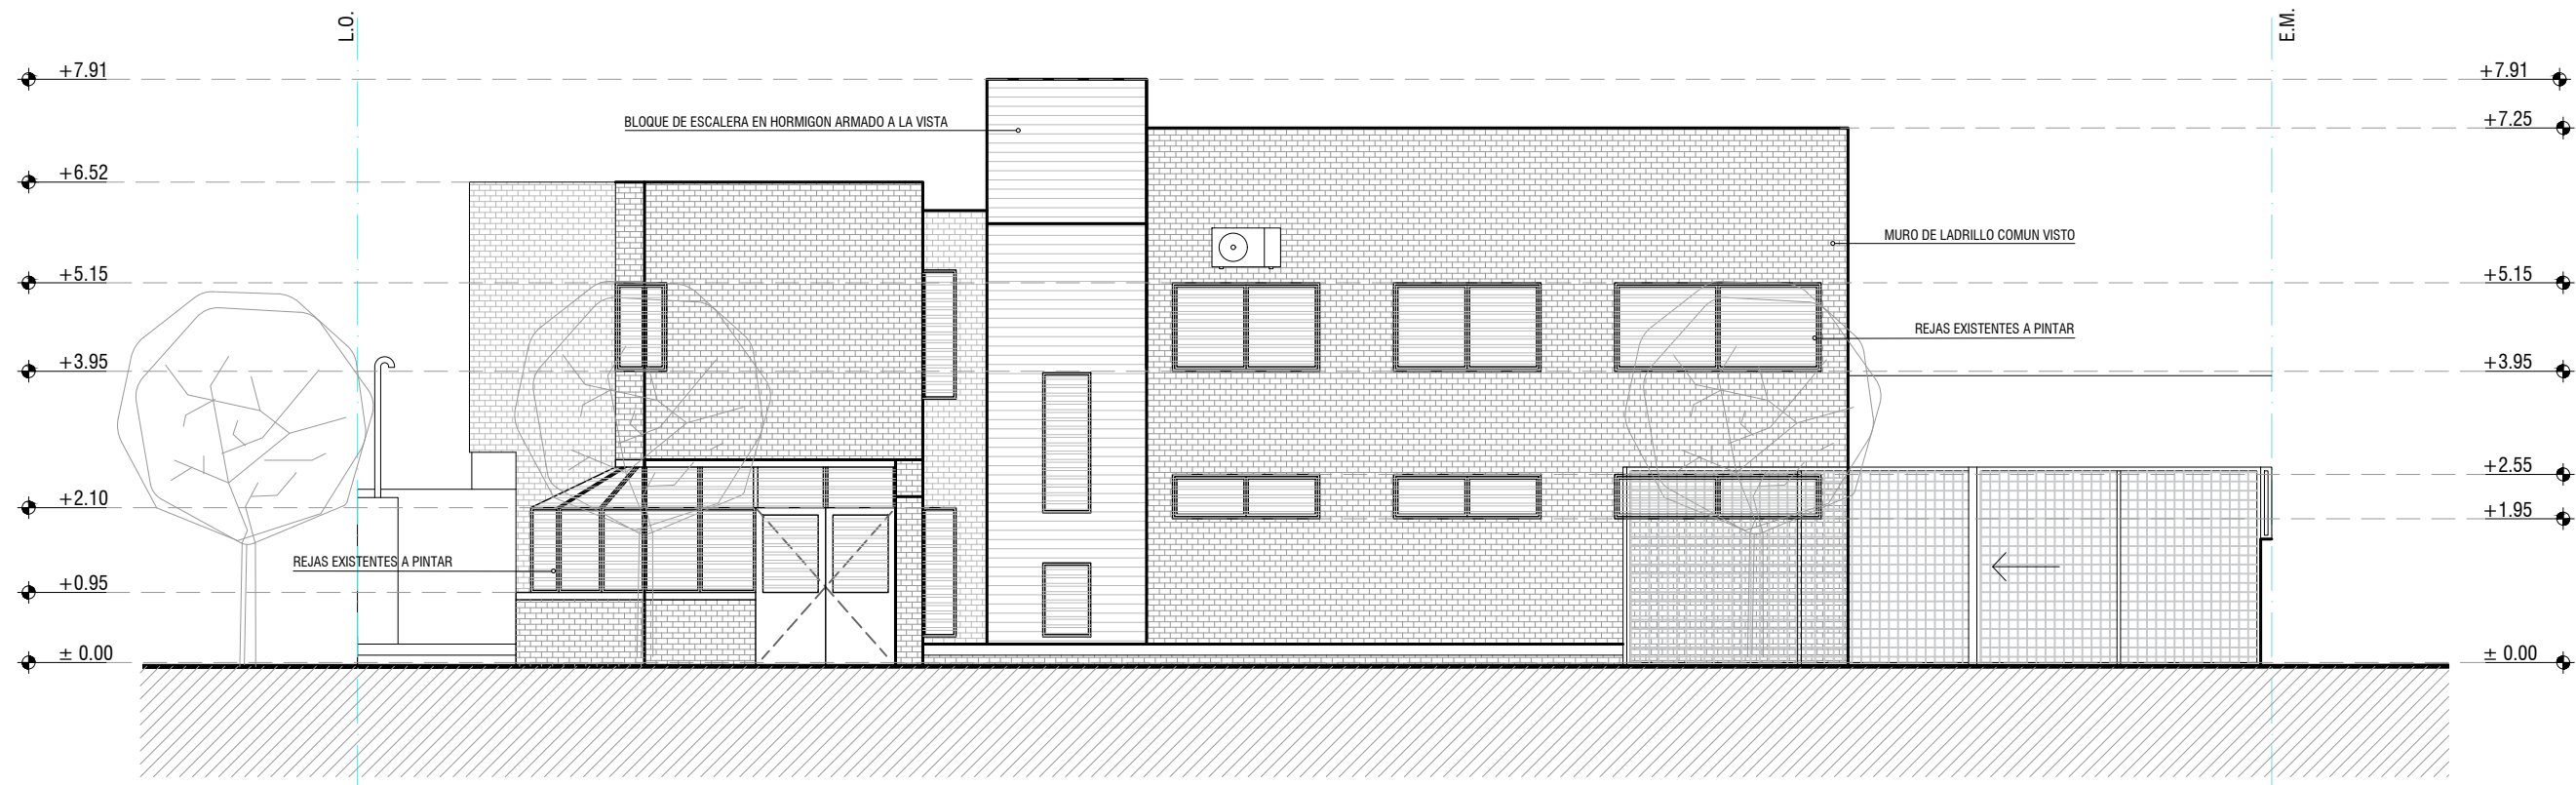 L.O.
E.M.
+7.91
+7.91
BLOQUE DE ESCALERA EN HORMIGON ARMADO A LA VISTA
+7.25
+6.52
MURO DE LADRILLO COMUN VISTO
+5.15
+5.15
REJAS EXISTENTES A PINTAR
+3.95
+3.95
+2.55
+2.10
+1.95
REJAS EXISTENTES A PINTAR
+0.95
± 0.00
± 0.00